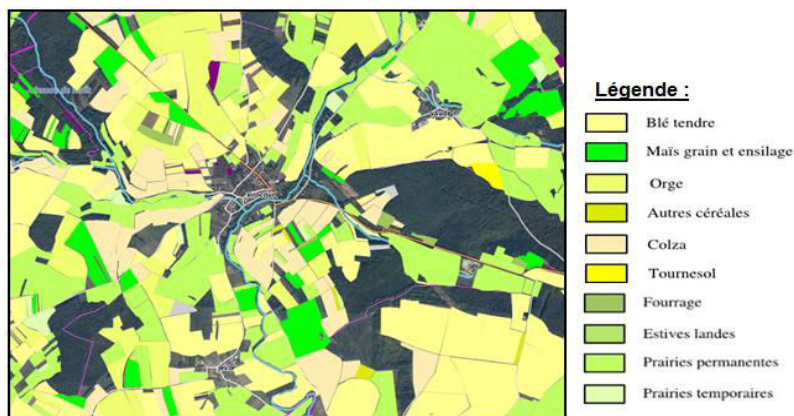 Légende :
Blé tendre
Maïs grain et ensilage
Orge
Autres céréales
Colza
Tournesol
Fourrage
Estives landes
Prairies permanentes
Prairies temporaires